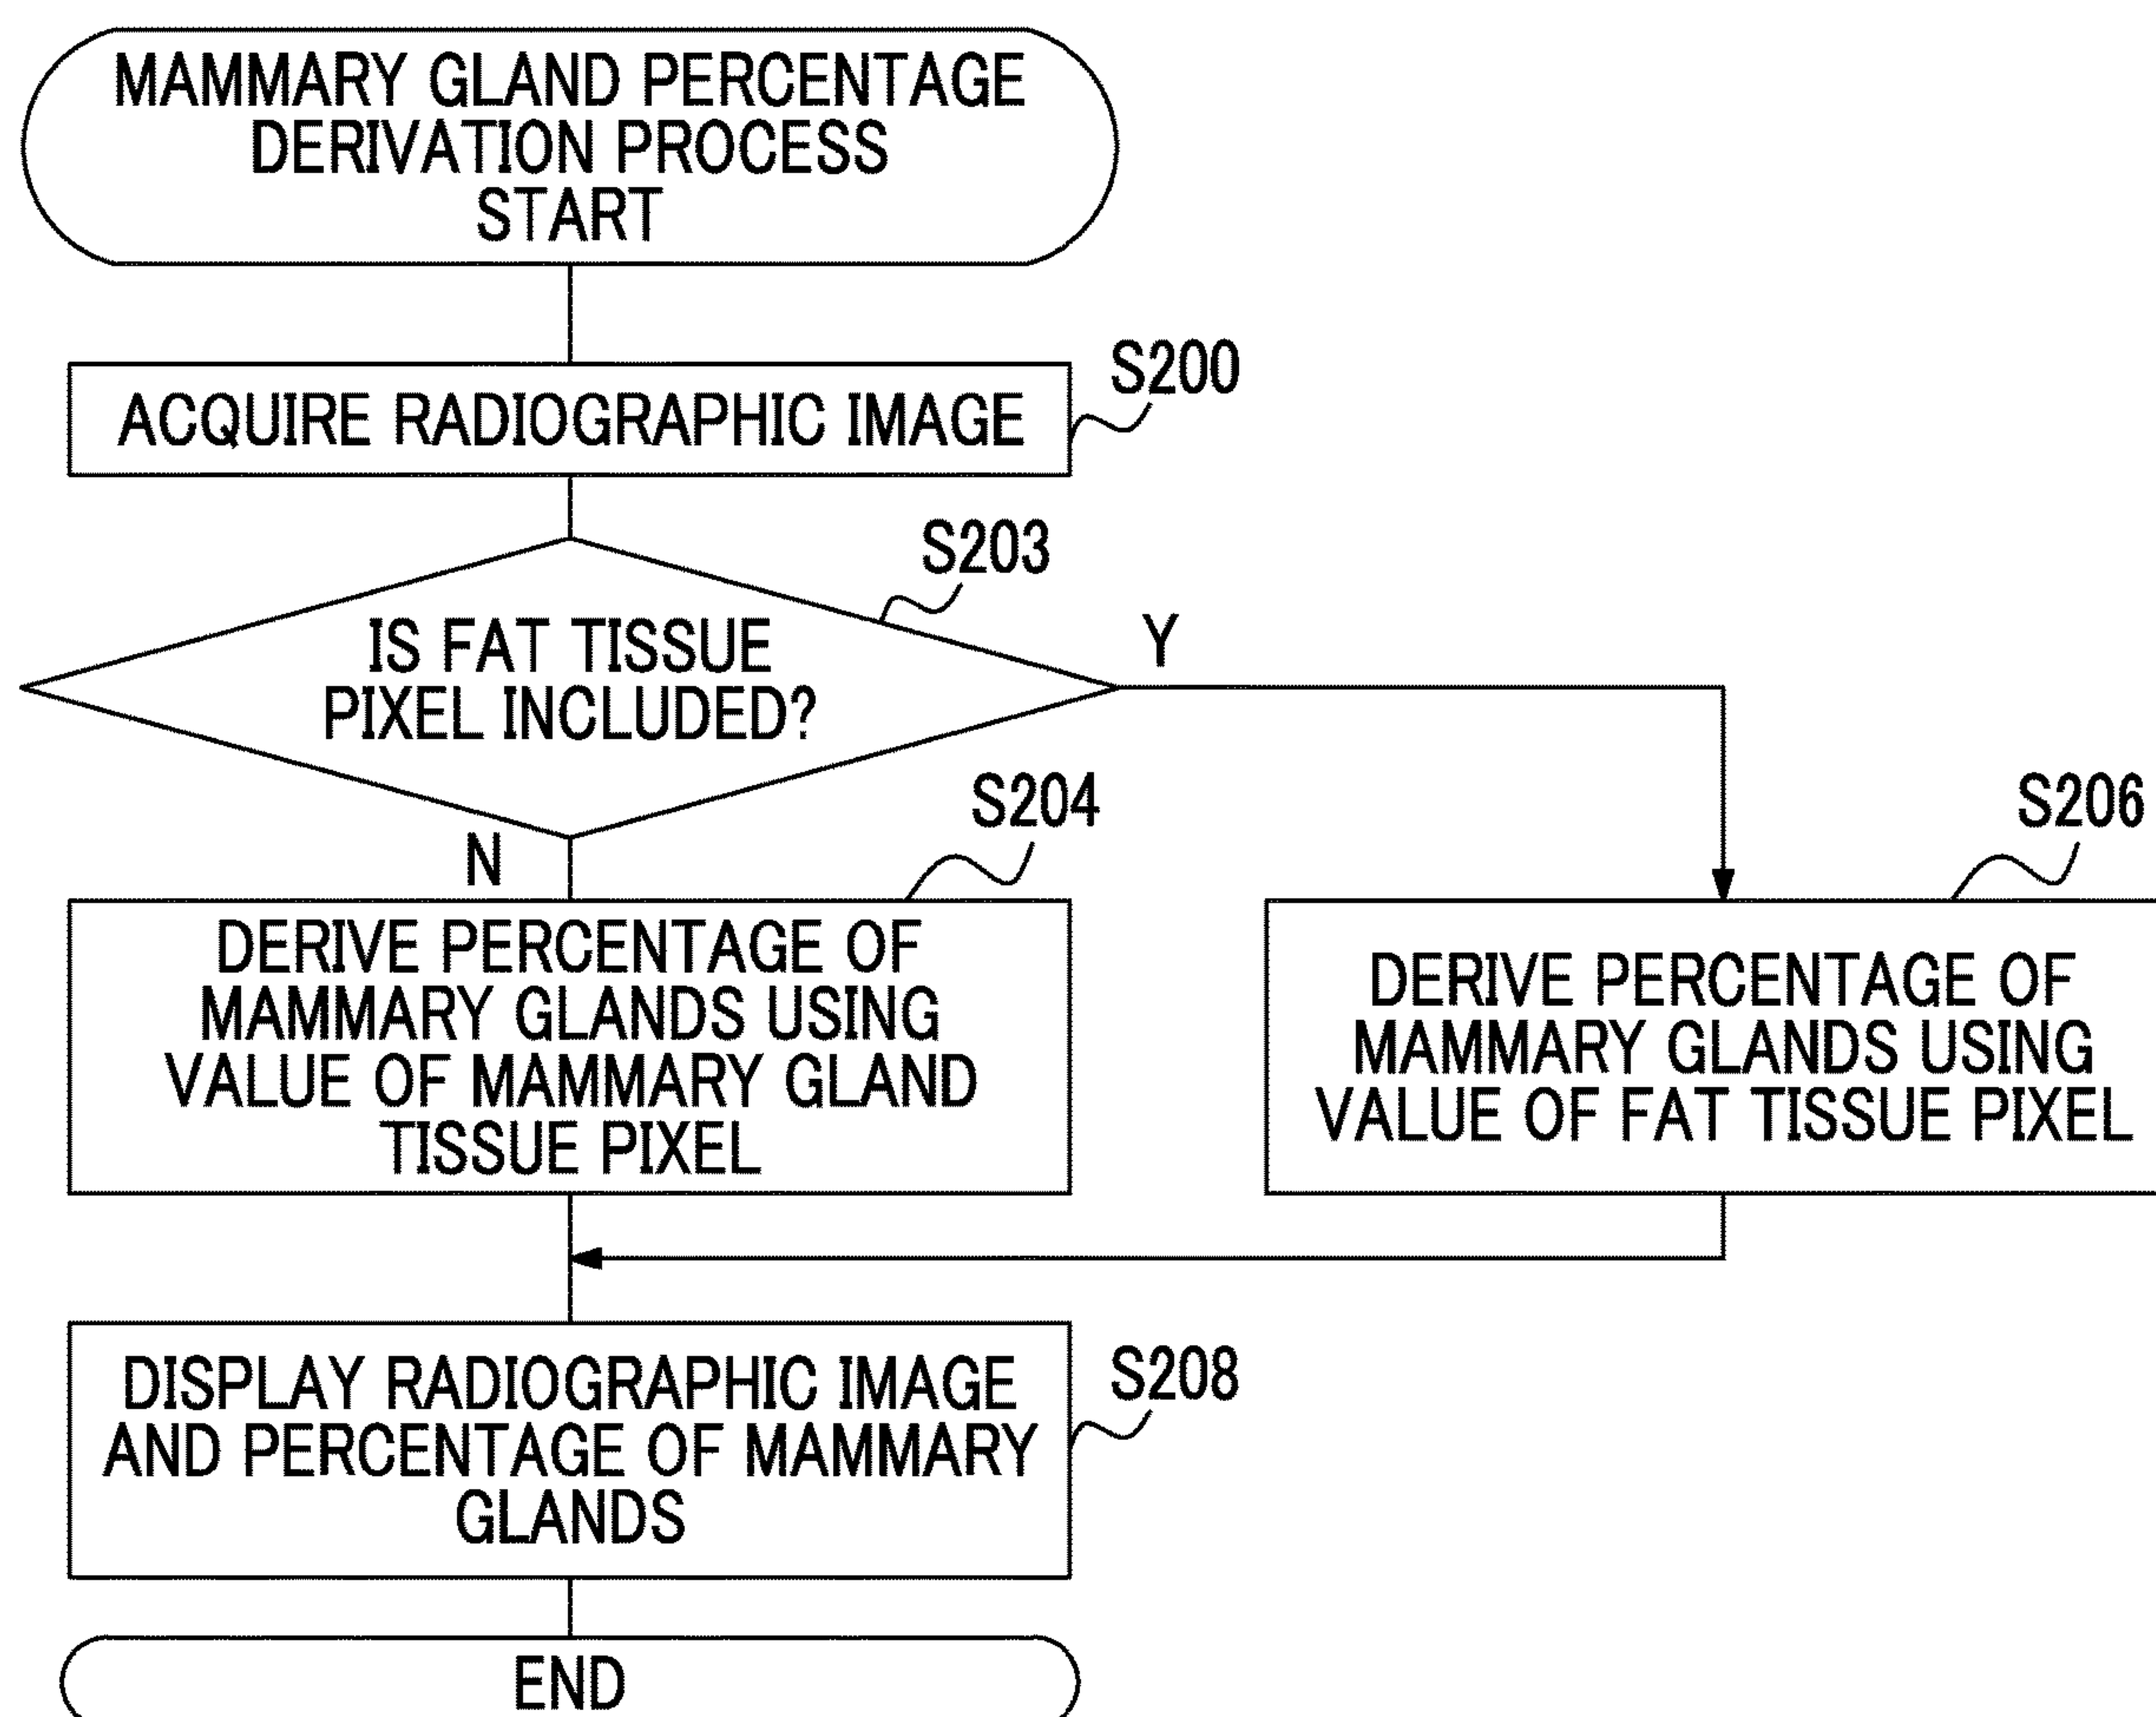 MAMMARY GLAND PERCENTAGE
DERIVATION PROCESS
START
S200
ACQUIRE RADIOGRAPHIC IMAGE
S203
IS FAT TISSUE
PIXEL INCLUDED?
Y
N
S204
DERIVE PERCENTAGE OF
MAMMARY GLANDS USING
VALUE OF MAMMARY GLAND
TISSUE PIXEL
S206
DERIVE PERCENTAGE OF
MAMMARY GLANDS USING
VALUE OF FAT TISSUE PIXEL
DISPLAY RADIOGRAPHIC IMAGE
AND PERCENTAGE OF MAMMARY
GLANDS
S208
END